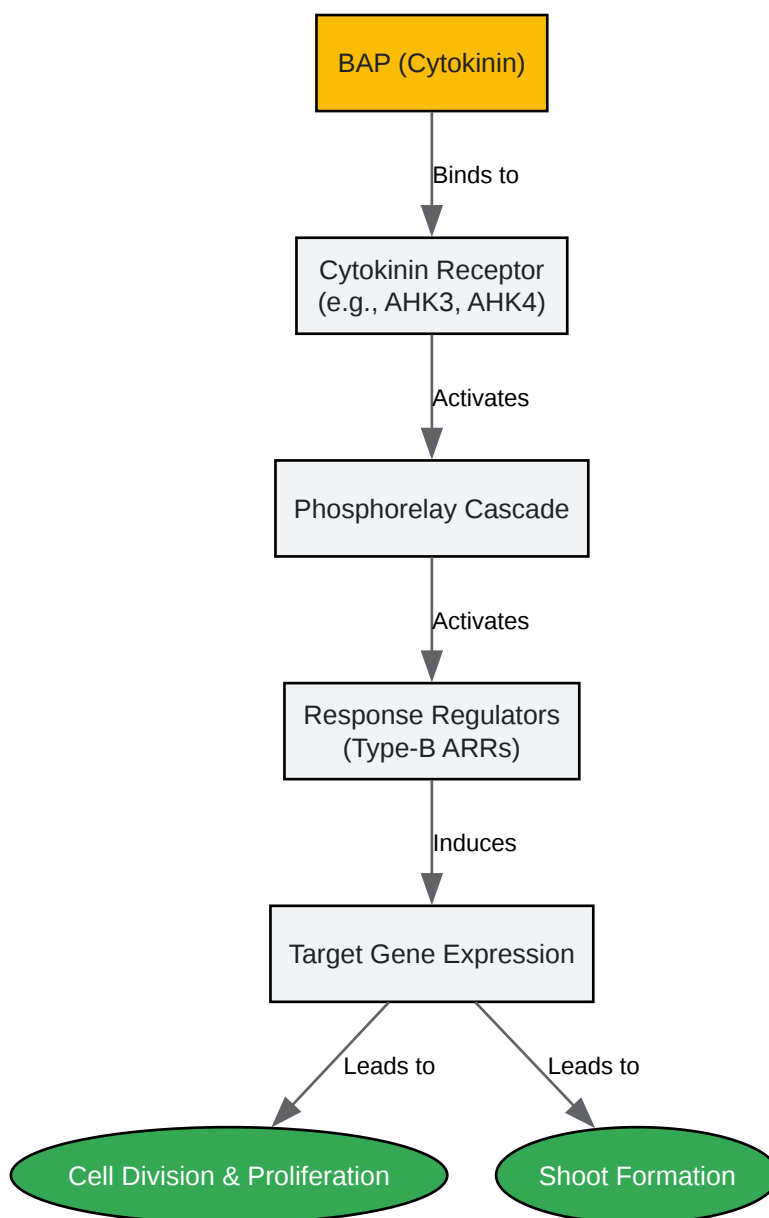 BAP (Cytokinin)
Binds to
Cytokinin Receptor
(e.g., AHK3, AHK4)
Activates
Phosphorelay Cascade
Activates
Response Regulators
(Type-B ARRs)
Induces
Target Gene Expression
Leads to
Leads to
Cell Division & Proliferation
Shoot Formation